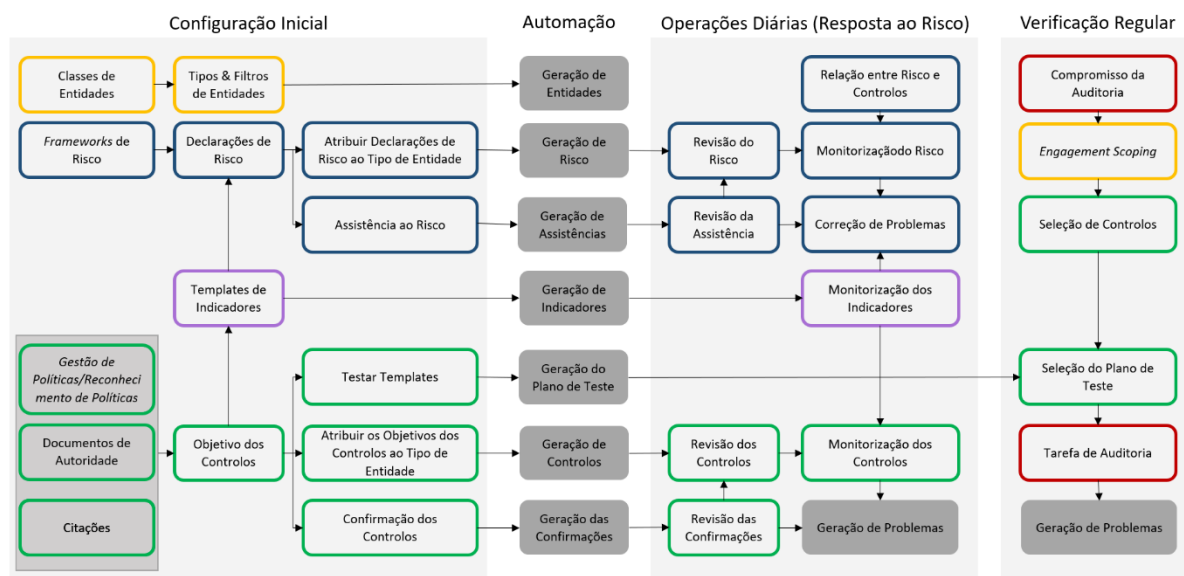 Configuração Inicial
Automação
Operações Diárias (Resposta ao Risco)
Verificação Regular
Classes de
Entidades
Tipos & Filtros
de Entidades
Geração de
Entidades
Relação entre Risco e
Controlos
Compromisso da
Auditoria
Frameworks de
Risco
Declarações de
Risco
Atribuir Declarações de
Risco ao Tipo de Entidade
Geração de
Risco
Revisão do
Risco
Monitorizaçãodo Risco
Engagement Scoping
Assistência ao Risco
Geração de
Assistências
Revisão da
Assistência
Correção de Problemas
Seleção de Controlos
Templates de
Indicadores
Geração de
Indicadores
Monitorização dos
Indicadores
Gestão de
Políticas/Reconheci
mento de Políticas
Testar Templates
Geração do
Plano de Teste
Seleção do Plano de
Teste
Documentos de
Autoridade
Objetivo dos
Controlos
Atribuir os Objetivos dos
Controlos ao Tipo de
Entidade
Geração de
Controlos
Revisão dos
Controlos
Monitorização dos
Controlos
Tarefa de Auditoria
Citações
Confirmação dos
Controlos
Geração das
Confirmações
Revisão das
Confirmações
Geração de Problemas
Geração de Problemas